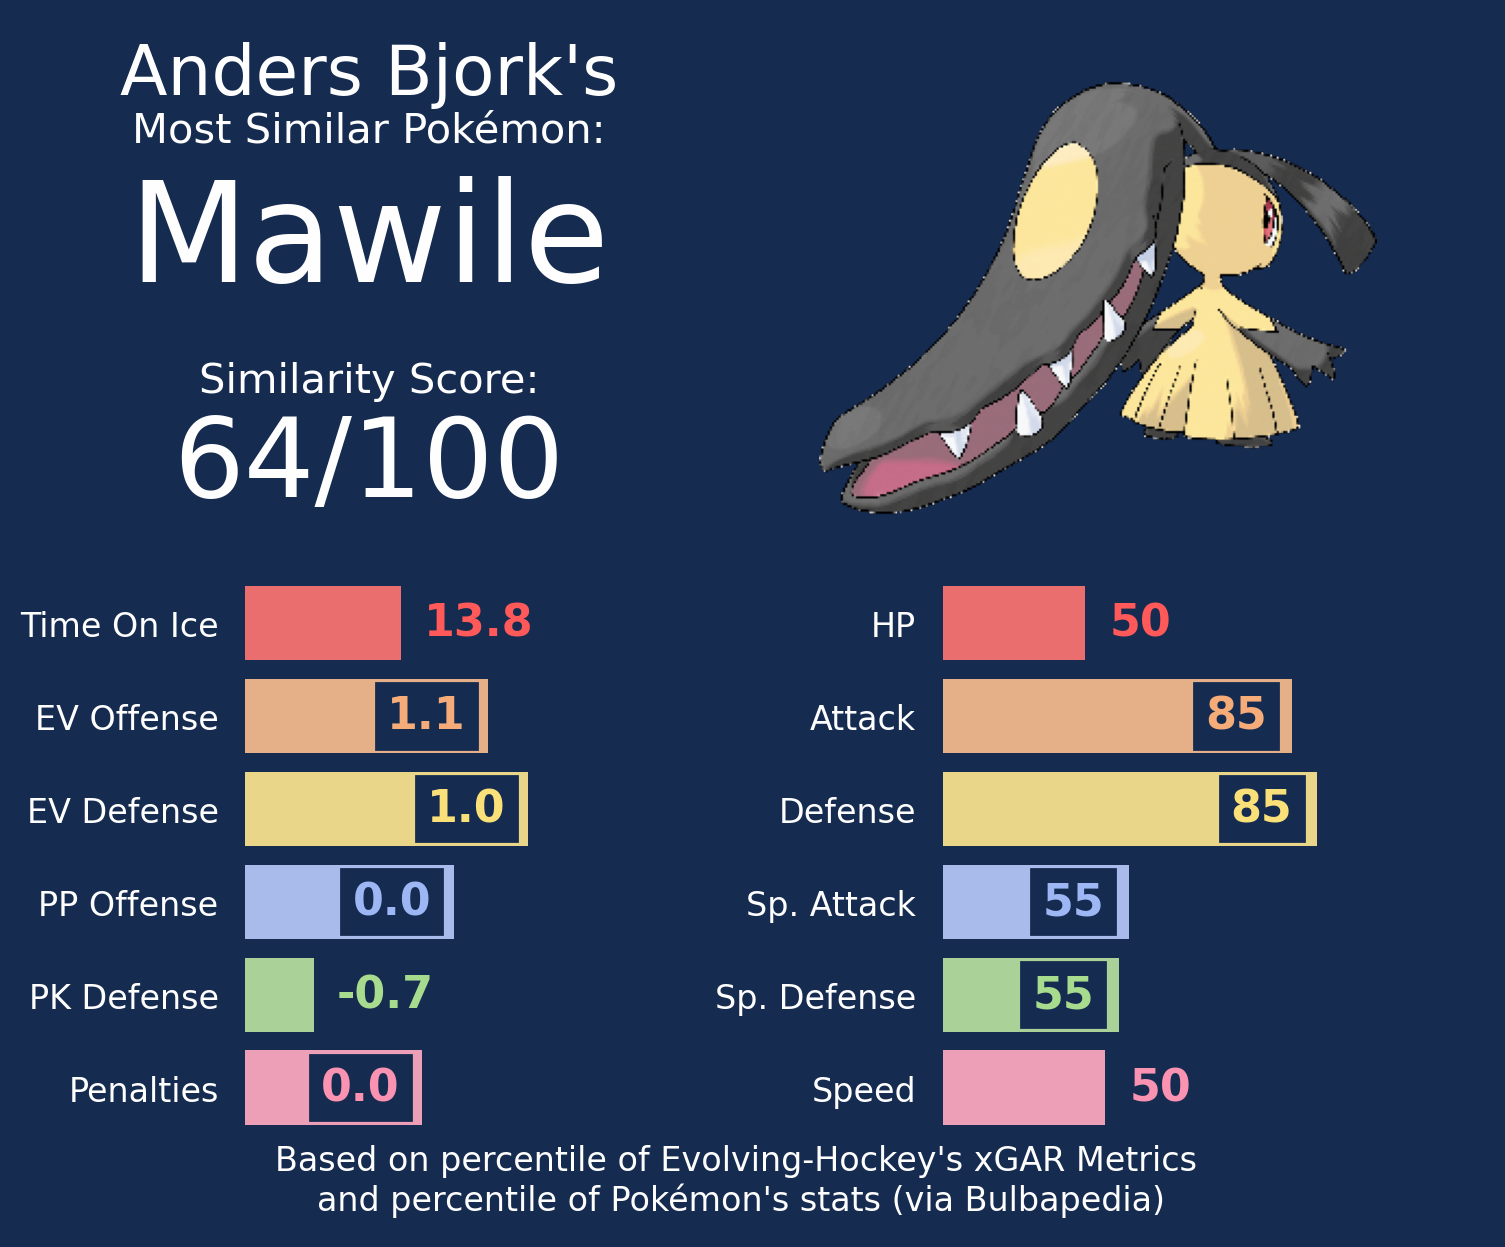 Anders Bjork's
Most Similar Pokémon:
Mawile
Similarity Score:
64/100
Time On Ice 13.8
EV Offense 1.1
EV Defense 1.0
PP Offense 0.0
PK Defense -0.7
Penalties 0.0
HP 50
Attack 85
Defense 85
Sp. Attack 55
Sp. Defense 55
Speed 50
Based on percentile of Evolving-Hockey's xGAR Metrics
and percentile of Pokémon's stats (via Bulbapedia)